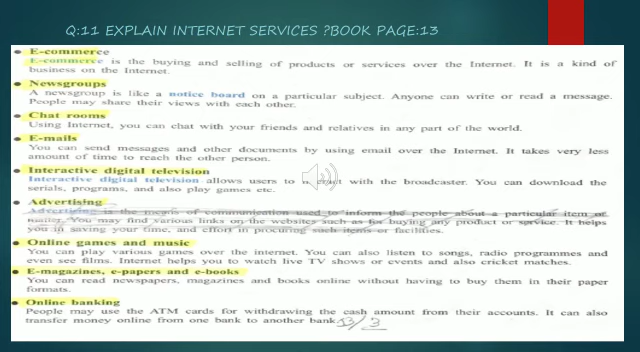 Q:11 EXPLAIN INTERNET SERVICES ?BOOK PAGE:13
• E-commerce
E-commerce is the buying and selling of products or services over the Internet. It is a kind of
business on the Internet.
• Newsgroups
A newsgroup is like a notice board on a particular subject. Anyone can write or read a message.
People may share their views with each other.
• Chat rooms
Using Internet, you can chat with your friends and relatives in any part of the world.
• E-mails
You can send messages and other documents by using email over the Internet. It takes very less
amount of time to reach the other person.
• Interactive digital television
Interactive digital television allows users to interact with the broadcaster. You can download the
serials, programs, and also play games etc.
• Advertising
Advertising is the means of communication used to inform the people about a particular item or
You may find various links on the websites such as for buying any product or service. It helps
you in saving your time, and effort in procuring such items or facilities.
• Online games and music
You can play various games over the internet. You can also listen to songs, radio programmes and
even see films. Internet helps you to watch live TV shows or events and also cricket matches.
• E-magazines, e-papers and e-books
You can read newspapers, magazines and books online without having to buy them in their paper
formats.
• Online banking
People may use the ATM cards for withdrawing the cash amount from their accounts. It can also
transfer money online from one bank to another bank.